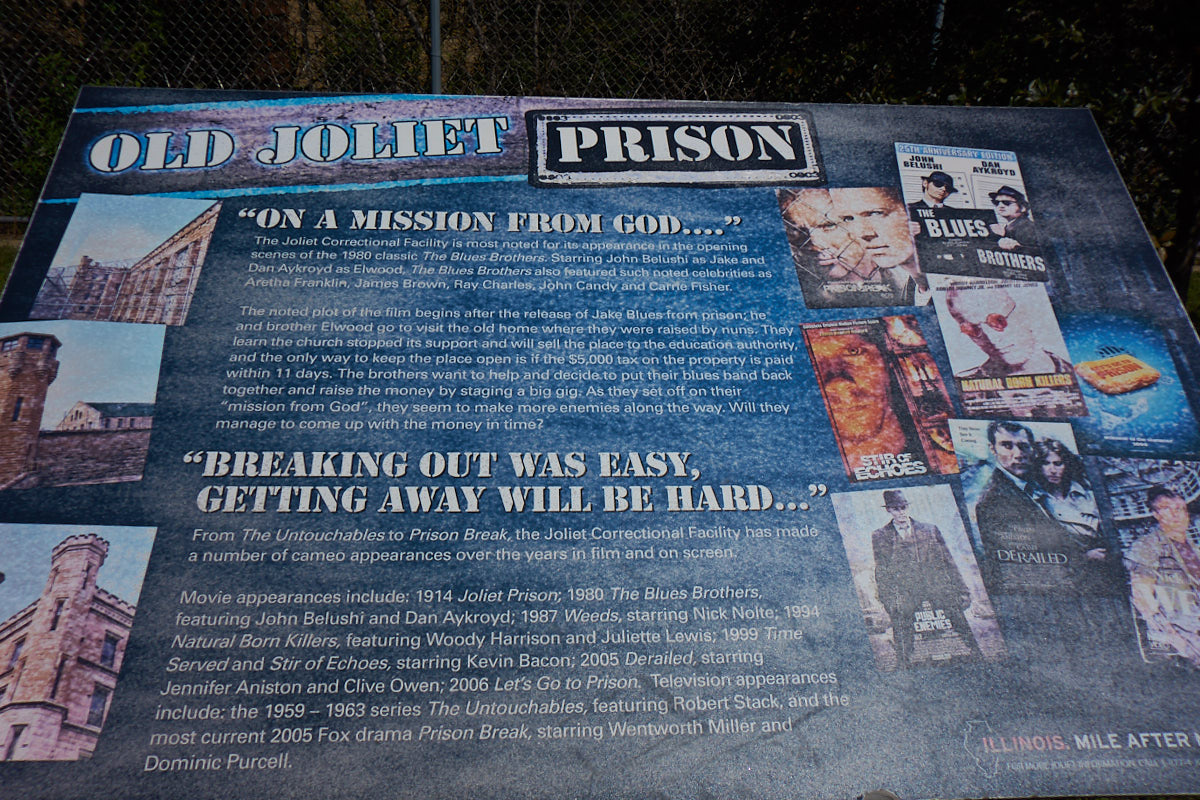 OLD JOLIET PRISON
"ON A MISSION FROM GOD...."
The Joliet Correctional Facility is most noted for its appearance in the opening
scenes of the 1980 classic The Blues Brothers. Starring John Belushi as Jake and
Dan Aykroyd as Elwood, The Blues Brothers also featured such noted celebrities as
Aretha Franklin, James Brown, Ray Charles, John Candy and Carrie Fisher.
The noted plot of the film begins after the release of Jake Blues from prison; he
and brother Elwood go to visit the old home where they were raised by nuns. They
learn the church stopped its support and will sell the place to the education authority,
and the only way to keep the place open is if the $5,000 tax on the property is paid
within 11 days. The brothers want to help and decide to put their blues band back
together and raise the money by staging a big gig. As they set off on their
"mission from God", they seem to make more enemies along the way. Will they
manage to come up with the money in time?
"BREAKING OUT WAS EASY,
GETTING AWAY WILL BE HARD..."
From The Untouchables to Prison Break, the Joliet Correctional Facility has made
a number of cameo appearances over the years in film and on screen.
Movie appearances include: 1914 Joliet Prison; 1980 The Blues Brothers,
featuring John Belushi and Dan Aykroyd; 1987 Weeds, starring Nick Nolte; 1994
Natural Born Killers, featuring Woody Harrison and Juliette Lewis; 1999 Time
Served and Stir of Echoes, starring Kevin Bacon; 2005 Derailed, starring
Jennifer Aniston and Clive Owen; 2006 Let's Go to Prison. Television appearances
include: the 1959 – 1963 series The Untouchables, featuring Robert Stack, and the
most current 2005 Fox drama Prison Break, starring Wentworth Miller and
Dominic Purcell.
25TH ANNIVERSARY EDITION
JOHN BELUSHI
DAN AYKROYD
THE
BLUES
BROTHERS
PRISON BREAK
NATURAL BORN KILLERS
STIR OF
ECHOES
DERAILED
PUBLIC
ENEMIES
WE
ILLINOIS. MILE AFTER
FOR MORE JOLIET INFORMATION, CALL